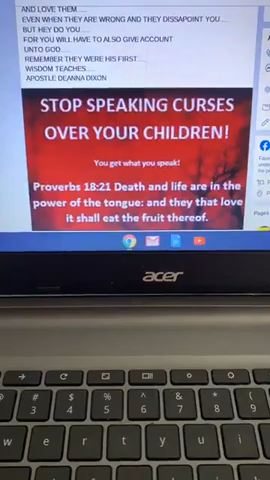 AND LOVE THEM.....
EVEN WHEN THEY ARE WRONG AND THEY DISSAPOINT YOU.....
BUT HEY DO YOU.....
FOR YOU WILL HAVE TO ALSO GIVE ACCOUNT
UNTO GOD.....
REMEMBER THEY WERE HIS FIRST.....
WISDOM TEACHES.....
APOSTLE DEANNA DIXON
STOP SPEAKING CURSES
OVER YOUR CHILDREN!
You get what you speak!
Proverbs 18:21 Death and life are in the
power of the tongue: and they that love
it shall eat the fruit thereof.
acer
# $ % ^ & * (
3 4 5 6 7 8 9
w e r t y u i